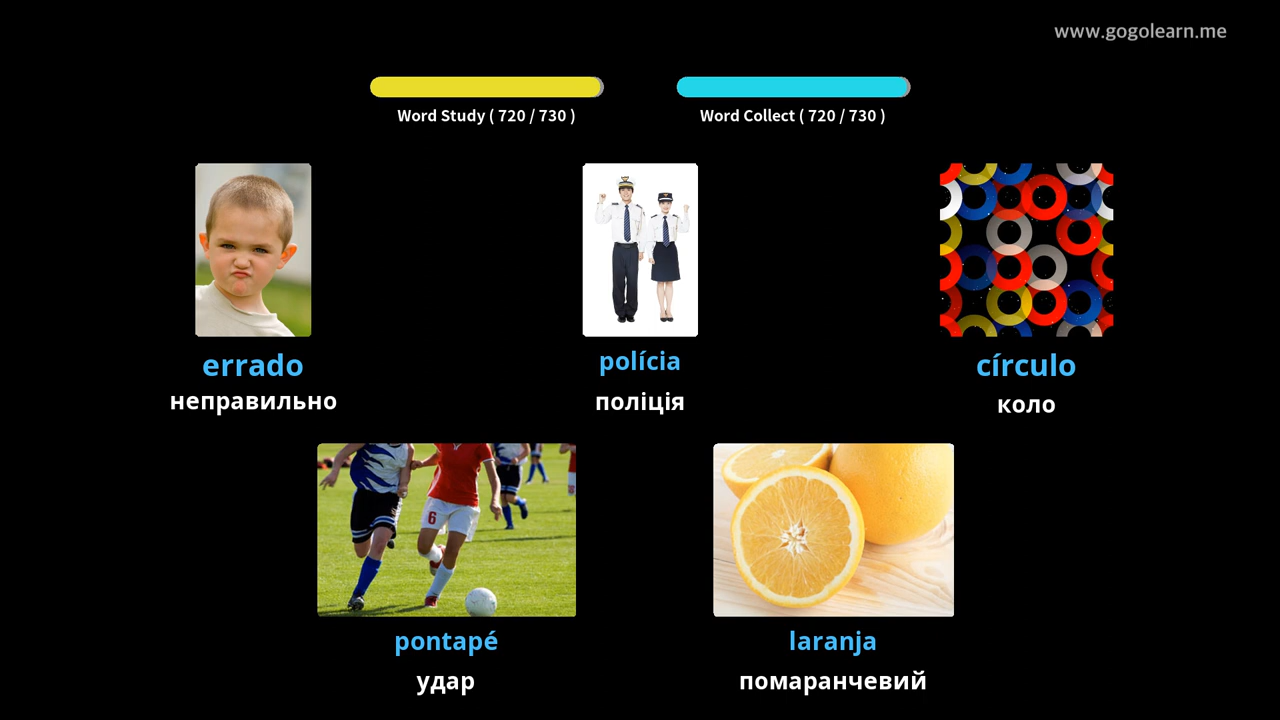 www.gogolearn.me
Word Study ( 720 / 730 )
Word Collect ( 720 / 730 )
errado
неправильно
polícia
поліція
círculo
коло
6
pontapé
удар
laranja
помаранчевий